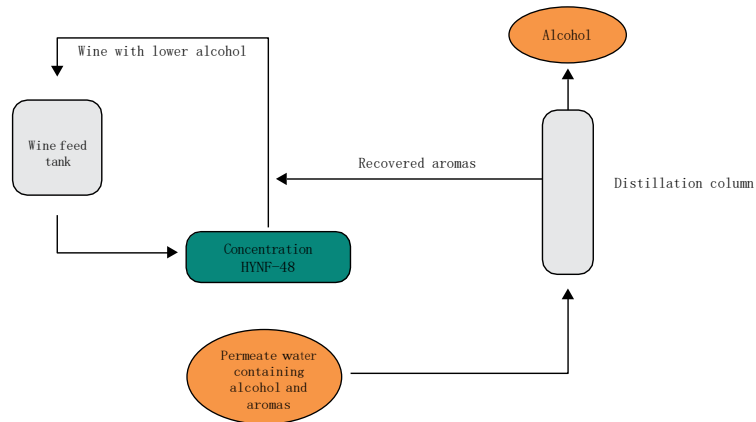 Alcohol
Wine with lower alcohol
Wine feed
tank
Recovered aromas
Distillation column
Concentration
HYNF-48
Permeate water
containing
alcohol and
aromas